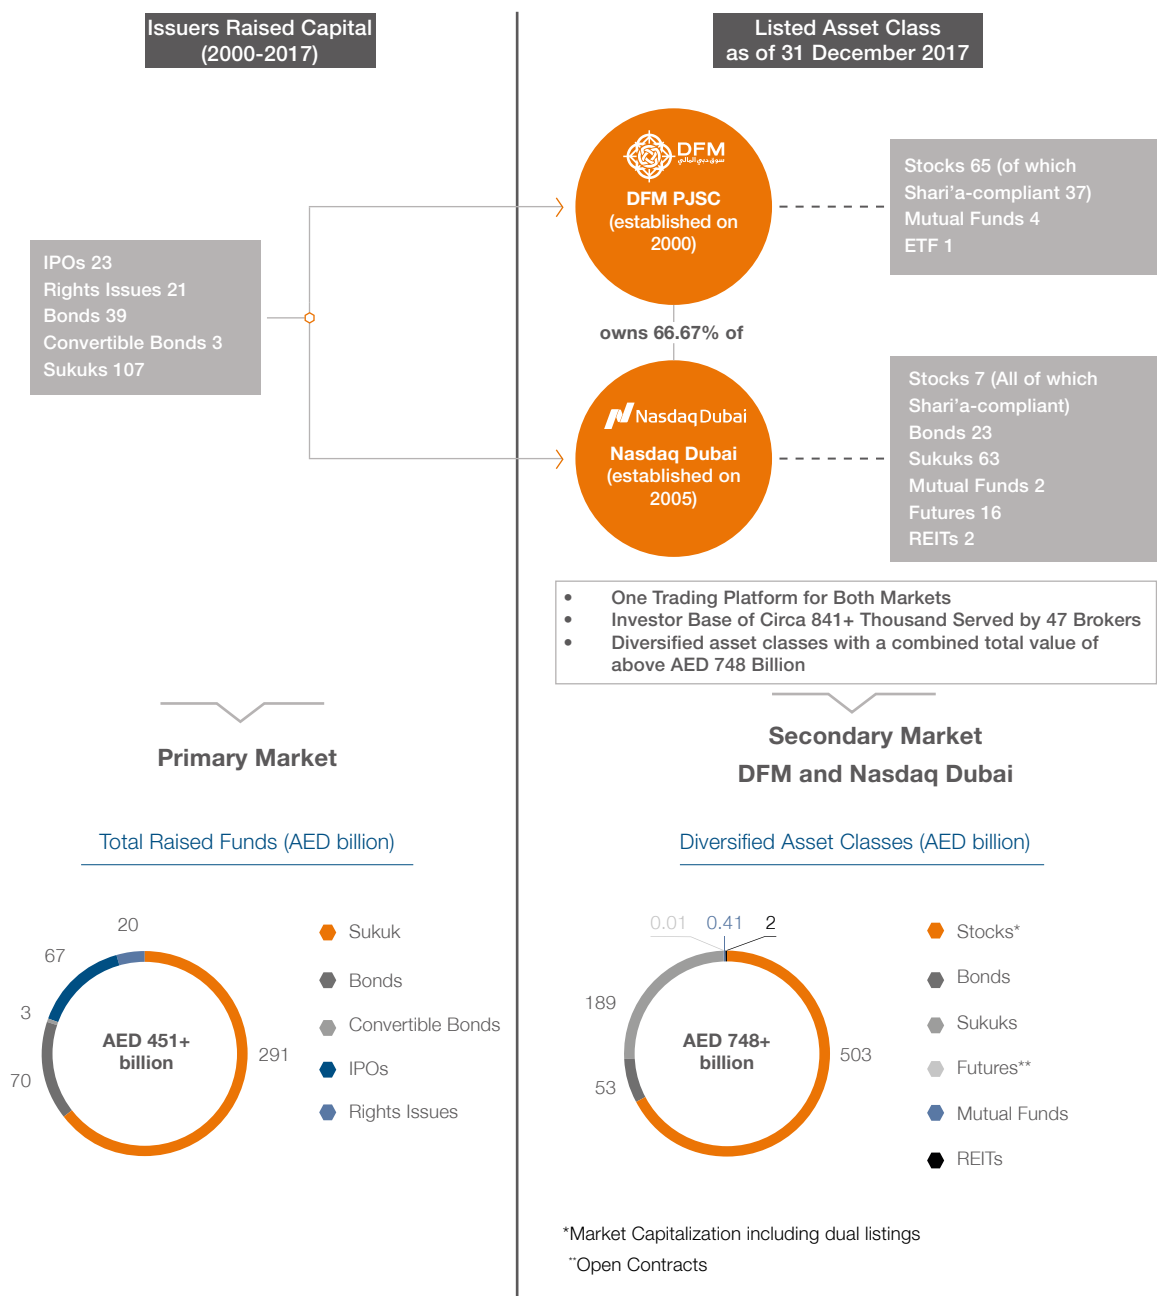 Issuers Raised Capital
(2000-2017)
IPOs 23
Rights Issues 21
Bonds 39
Convertible Bonds 3
Sukuks 107
Primary Market
Total Raised Funds (AED billion)
20
67
3
70
291
AED 451+
billion
Sukuk
Bonds
Convertible Bonds
IPOs
Rights Issues
Listed Asset Class
as of 31 December 2017
DFM
سوق دبي المالي
DFM PJSC
(established on
2000)
Stocks 65 (of which
Shari’a-compliant 37)
Mutual Funds 4
ETF 1
owns 66.67% of
Nasdaq Dubai
Nasdaq Dubai
(established on
2005)
Stocks 7 (All of which
Shari’a-compliant)
Bonds 23
Sukuks 63
Mutual Funds 2
Futures 16
REITs 2
• One Trading Platform for Both Markets
• Investor Base of Circa 841+ Thousand Served by 47 Brokers
• Diversified asset classes with a combined total value of
above AED 748 Billion
Secondary Market
DFM and Nasdaq Dubai
Diversified Asset Classes (AED billion)
0.01 0.41 2
189
53
503
AED 748+
billion
Stocks*
Bonds
Sukuks
Futures**
Mutual Funds
REITs
*Market Capitalization including dual listings
**Open Contracts